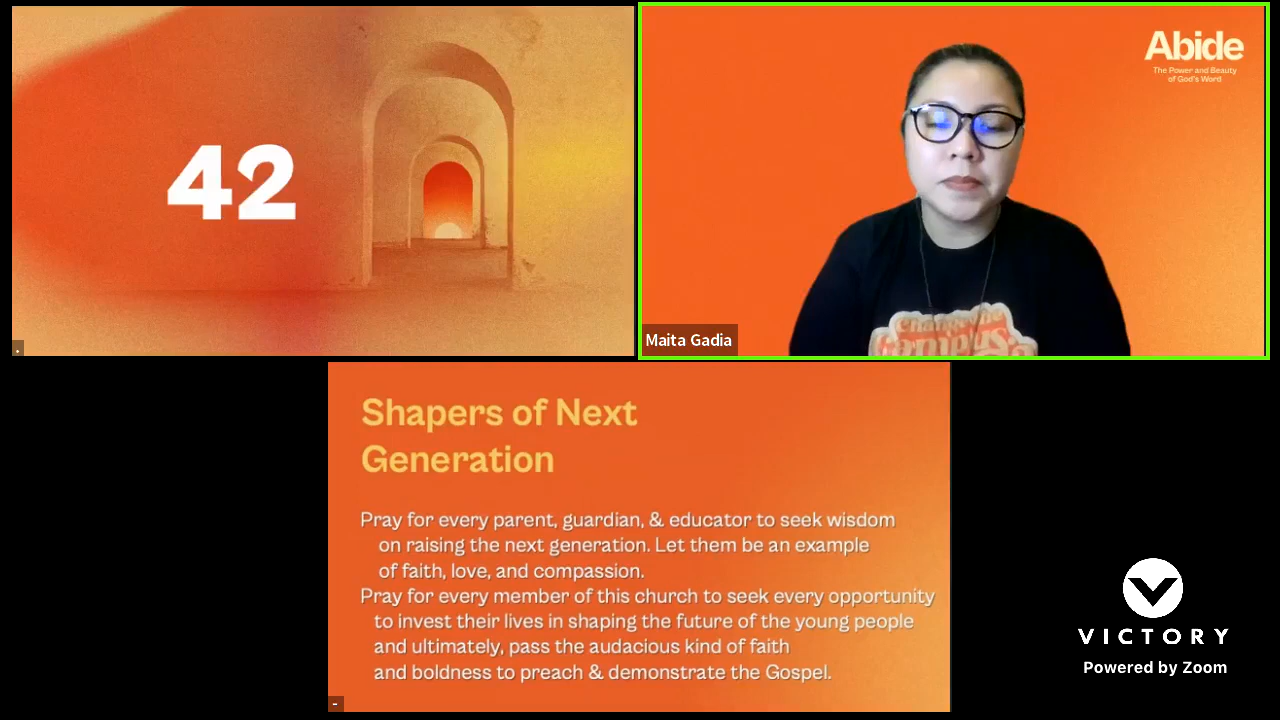 42
Abide
The Power and Beauty
of God's Word
change the
campus
Maita Gadia
Shapers of Next
Generation
Pray for every parent, guardian, & educator to seek wisdom
on raising the next generation. Let them be an example
of faith, love, and compassion.
Pray for every member of this church to seek every opportunity
to invest their lives in shaping the future of the young people
and ultimately, pass the audacious kind of faith
and boldness to preach & demonstrate the Gospel.
VICTORY
Powered by Zoom